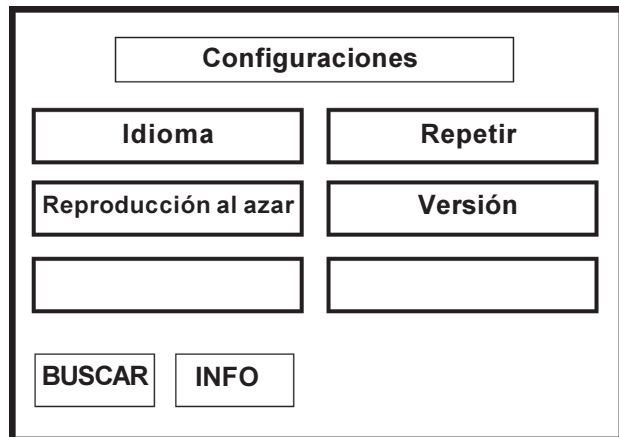 Configuraciones
Idioma
Repetir
Reproducción al azar
Versión
BUSCAR
INFO